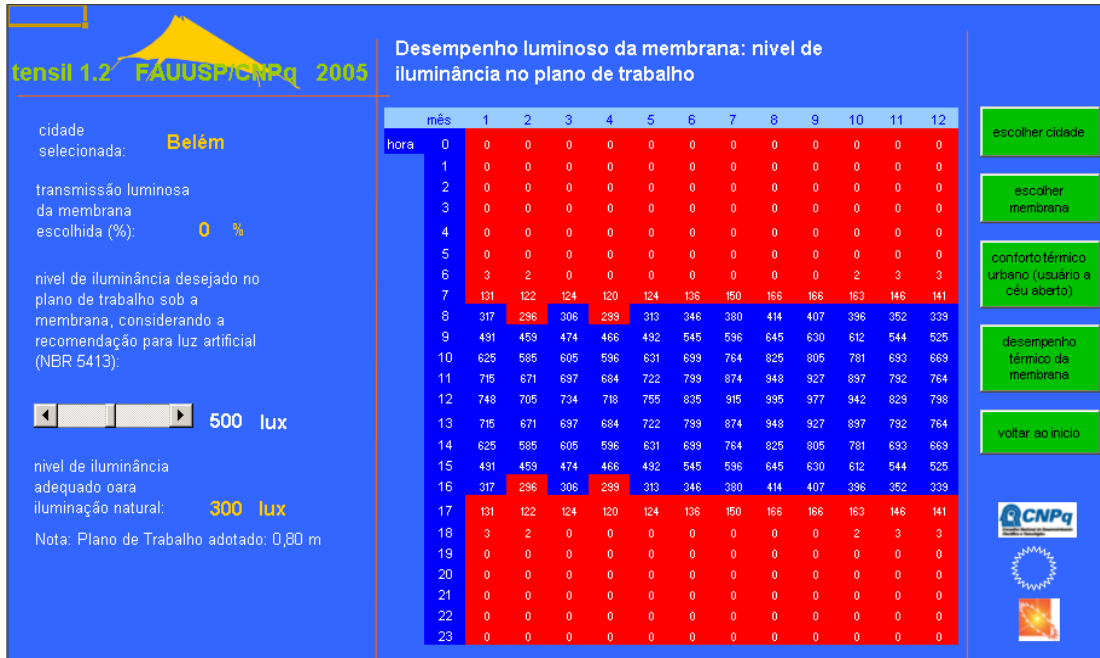 tensil 1.2 FAUUSP/CNPq 2005
Desempenho luminoso da membrana: nivel de
iluminância no plano de trabalho
cidade
selecionada: Belém
transmissão luminosa
da membrana
escolhida (%): 0 %
nivel de iluminância desejado no
plano de trabalho sob a
membrana, considerando a
recomendação para luz artificial
(NBR 5413):
500 lux
nivel de iluminância
adequado oara
iluminação natural: 300 lux
Nota: Plano de Trabalho adotado: 0,80 m
mês 1 2 3 4 5 6 7 8 9 10 11 12
hora 0 0 0 0 0 0 0 0 0 0 0 0 0
1 0 0 0 0 0 0 0 0 0 0 0 0
2 0 0 0 0 0 0 0 0 0 0 0 0
3 0 0 0 0 0 0 0 0 0 0 0 0
4 0 0 0 0 0 0 0 0 0 0 0 0
5 0 0 0 0 0 0 0 0 0 0 0 0
6 3 2 0 0 0 0 0 0 0 2 3 3
7 131 122 124 120 124 136 150 166 166 163 146 141
8 317 296 306 299 313 346 380 414 407 396 352 339
9 491 459 474 466 492 545 596 645 630 612 544 525
10 625 585 605 596 631 699 764 825 805 781 693 669
11 715 671 697 684 722 799 874 948 927 897 792 764
12 748 705 734 718 755 835 915 995 977 942 829 798
13 715 671 697 684 722 799 874 948 927 897 792 764
14 625 585 605 596 631 699 764 825 805 781 693 669
15 491 459 474 466 492 545 596 645 630 612 544 525
16 317 296 306 299 313 346 380 414 407 396 352 339
17 131 122 124 120 124 136 150 166 166 163 146 141
18 3 2 0 0 0 0 0 0 0 2 3 3
19 0 0 0 0 0 0 0 0 0 0 0 0
20 0 0 0 0 0 0 0 0 0 0 0 0
21 0 0 0 0 0 0 0 0 0 0 0 0
22 0 0 0 0 0 0 0 0 0 0 0 0
23 0 0 0 0 0 0 0 0 0 0 0 0
escolher cidade
escolher
membrana
conforto térmico
urbano (usuário a
céu aberto)
desempenho
térmico da
membrana
voltar ao inicio
CNPq